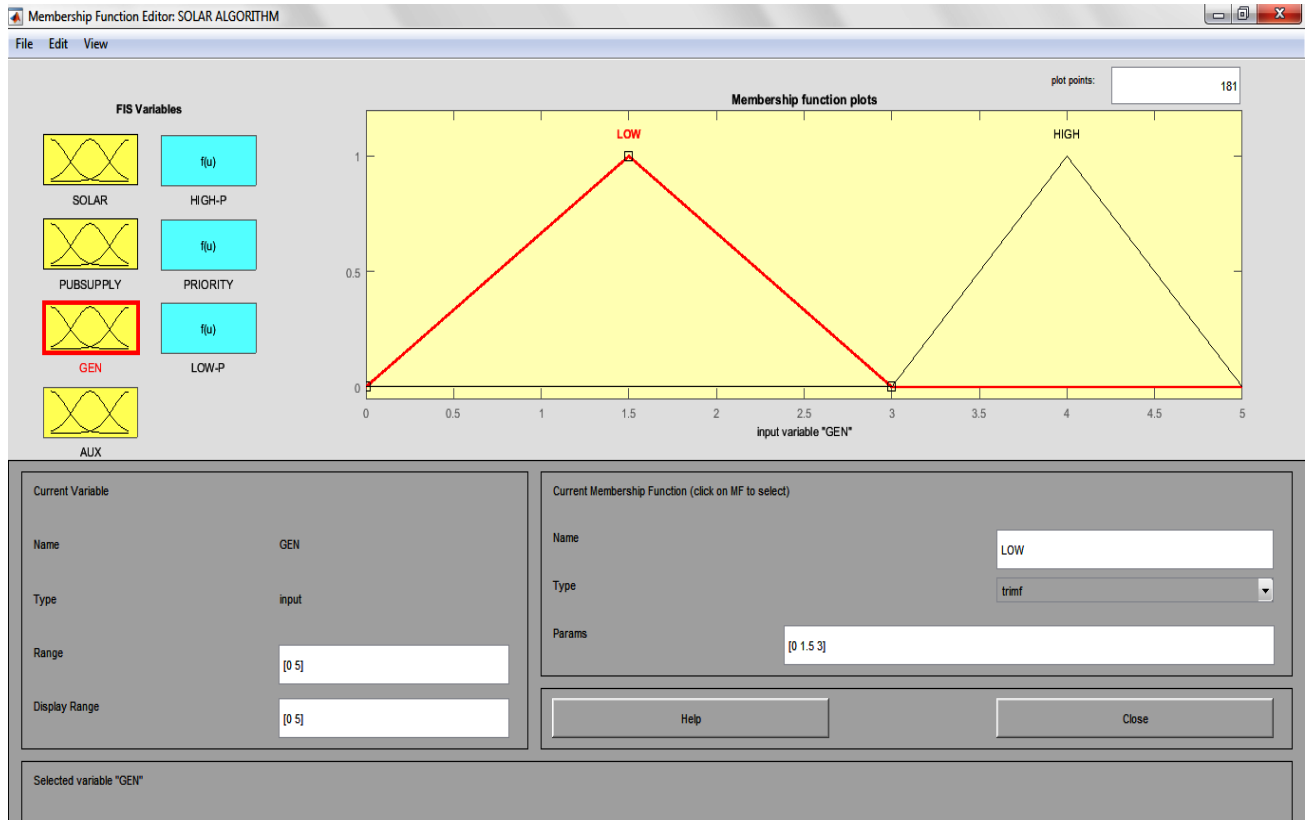 Membership Function Editor: SOLAR ALGORITHM
File Edit View
FIS Variables
f(u)
SOLAR HIGH-P
f(u)
PUBSUPPLY PRIORITY
f(u)
GEN LOW-P
AUX
plot points: 181
Membership function plots
LOW HIGH
1
0.5
0
0 0.5 1 1.5 2 2.5 3 3.5 4 4.5 5
input variable "GEN"
Current Variable
Name GEN
Type input
Range [0 5]
Display Range [0 5]
Current Membership Function (click on MF to select)
Name LOW
Type trimf
Params [0 1.5 3]
Help Close
Selected variable "GEN"